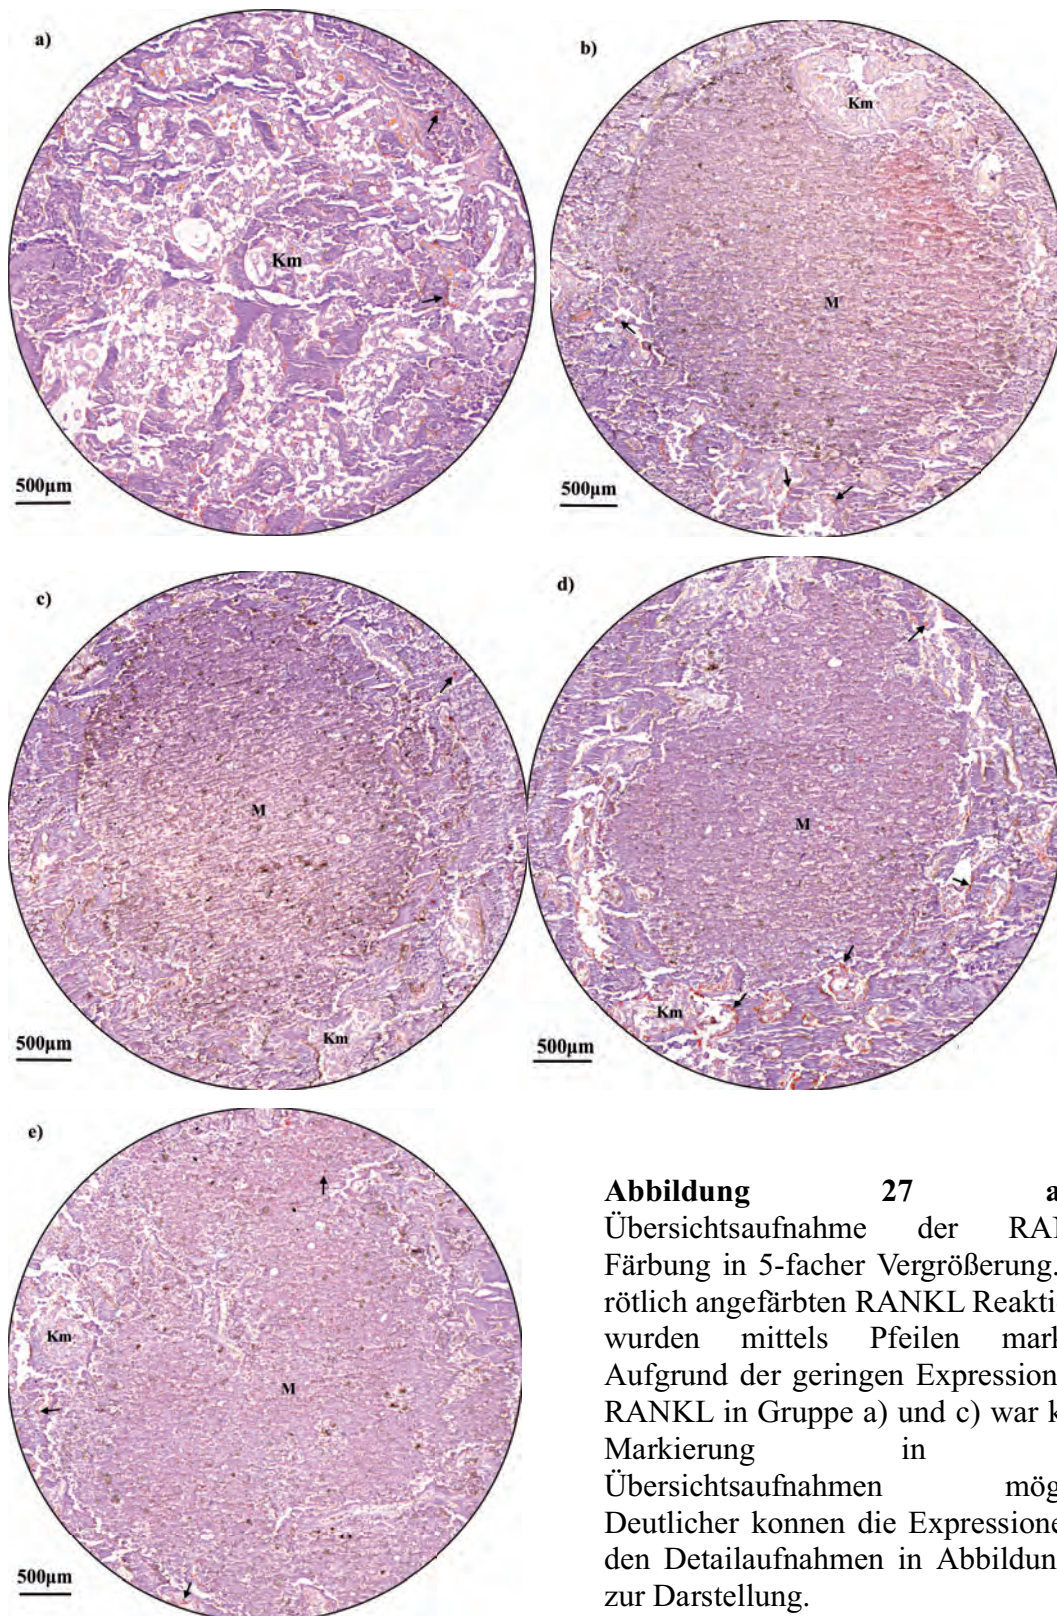 a)
Km
500µm
b)
Km
M
500µm
c)
M
Km
500µm
d)
M
Km
500µm
e)
Km
M
500µm
Abbildung 27
Übersichtsaufnahme der
Färbung in 5-facher Vergrößerung.
rötlich angefärbten RANKL
wurden mittels Pfeilen
Aufgrund der geringen Expression
RANKL in Gruppe a) und c) war
Markierung in
Übersichtsaufnahmen
Deutlicher konnen die
den Detailaufnahmen in
zur Darstellung.